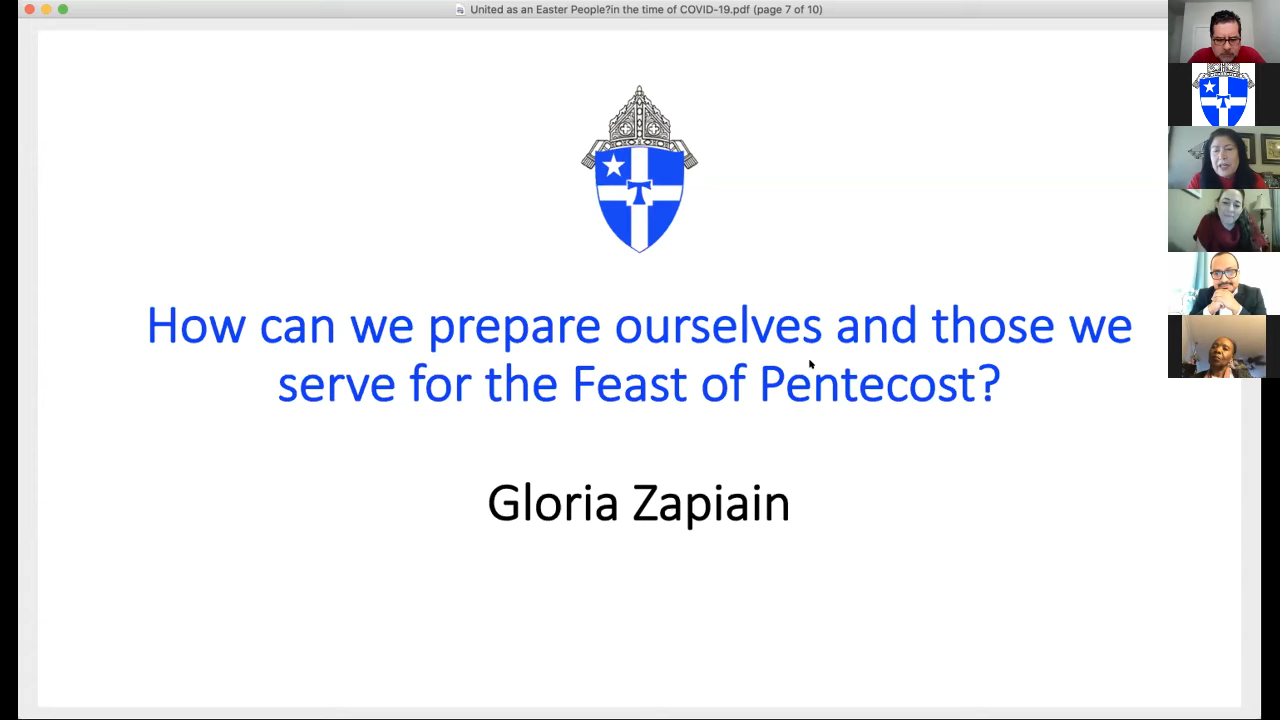 United as an Easter People?in the time of COVID-19.pdf (page 7 of 10)
How can we prepare ourselves and those we
serve for the Feast of Pentecost?
Gloria Zapiain